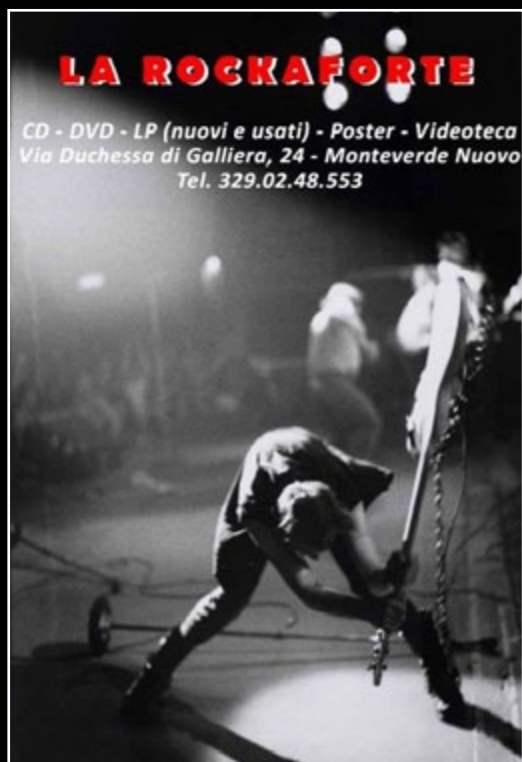 LA ROCKAFORTE
CD - DVD - LP (nuovi e usati) - Poster - Videoteca
Via Duchessa di Galliera, 24 - Monteverde Nuovo
Tel. 329.02.48.553